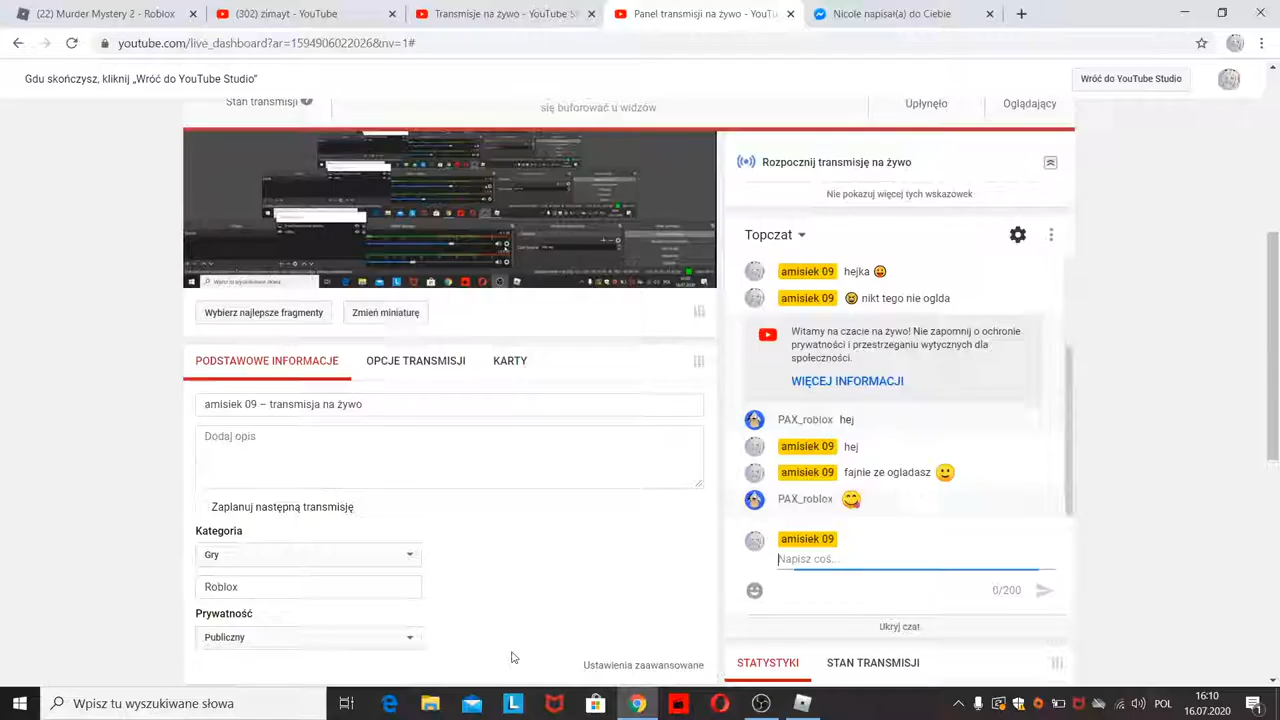 (22) Murder Mystery 2 - Roblox
(302) zimayt - YouTube
Transmisje na żywo - YouTube S
Panel transmisji na żywo - YouTu
Nicole napisał(a) do Ciebie
youtube.com/live_dashboard?ar=1594906022026&nv=1#
Gdu skończysz, kliknij „Wróć do YouTube Studio”
Wróć do YouTube Studio
Stan transmisji
się buforować u widzów
Upłynęło
Oglądający
Rozpocznij transmisję na żywo
Nie pokazuj więcej tych wskazówek
Topczat
amisiek 09 hejka
amisiek 09 nikt tego nie oglda
Witamy na czacie na żywo! Nie zapomnij o ochronie
prywatności i przestrzeganiu wytycznych dla
społeczności.
WIĘCEJ INFORMACJI
PAX_roblox hej
amisiek 09 hej
amisiek 09 fajnie ze ogladasz
PAX_roblox
amisiek 09
Napisz coś...
0/200
Ukryj czat
STATYSTYKI
STAN TRANSMISJI
Wybierz najlepsze fragmenty
Zmień miniaturę
PODSTAWOWE INFORMACJE
OPCJE TRANSMISJI
KARTY
amisiek 09 – transmisja na żywo
Dodaj opis
Zaplanuj następną transmisję
Kategoria
Gry
Roblox
Prywatność
Publiczny
Ustawienia zaawansowane
Wpisz tu wyszukiwane słowa
POL
16:10
16.07.2020